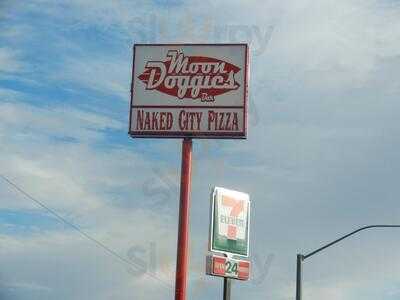 Moon
Doggies
Bar
NAKED CITY PIZZA
7
ELEVEN
24